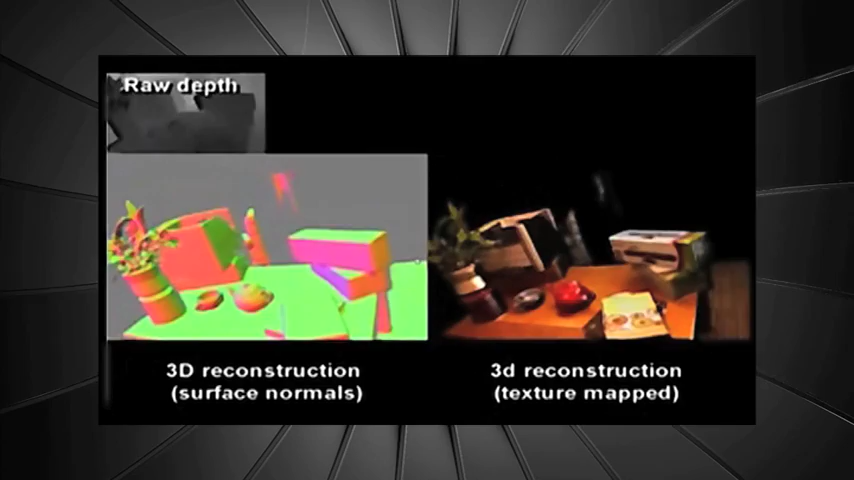 Raw depth
3D reconstruction
(surface normals)
3d reconstruction
(texture mapped)